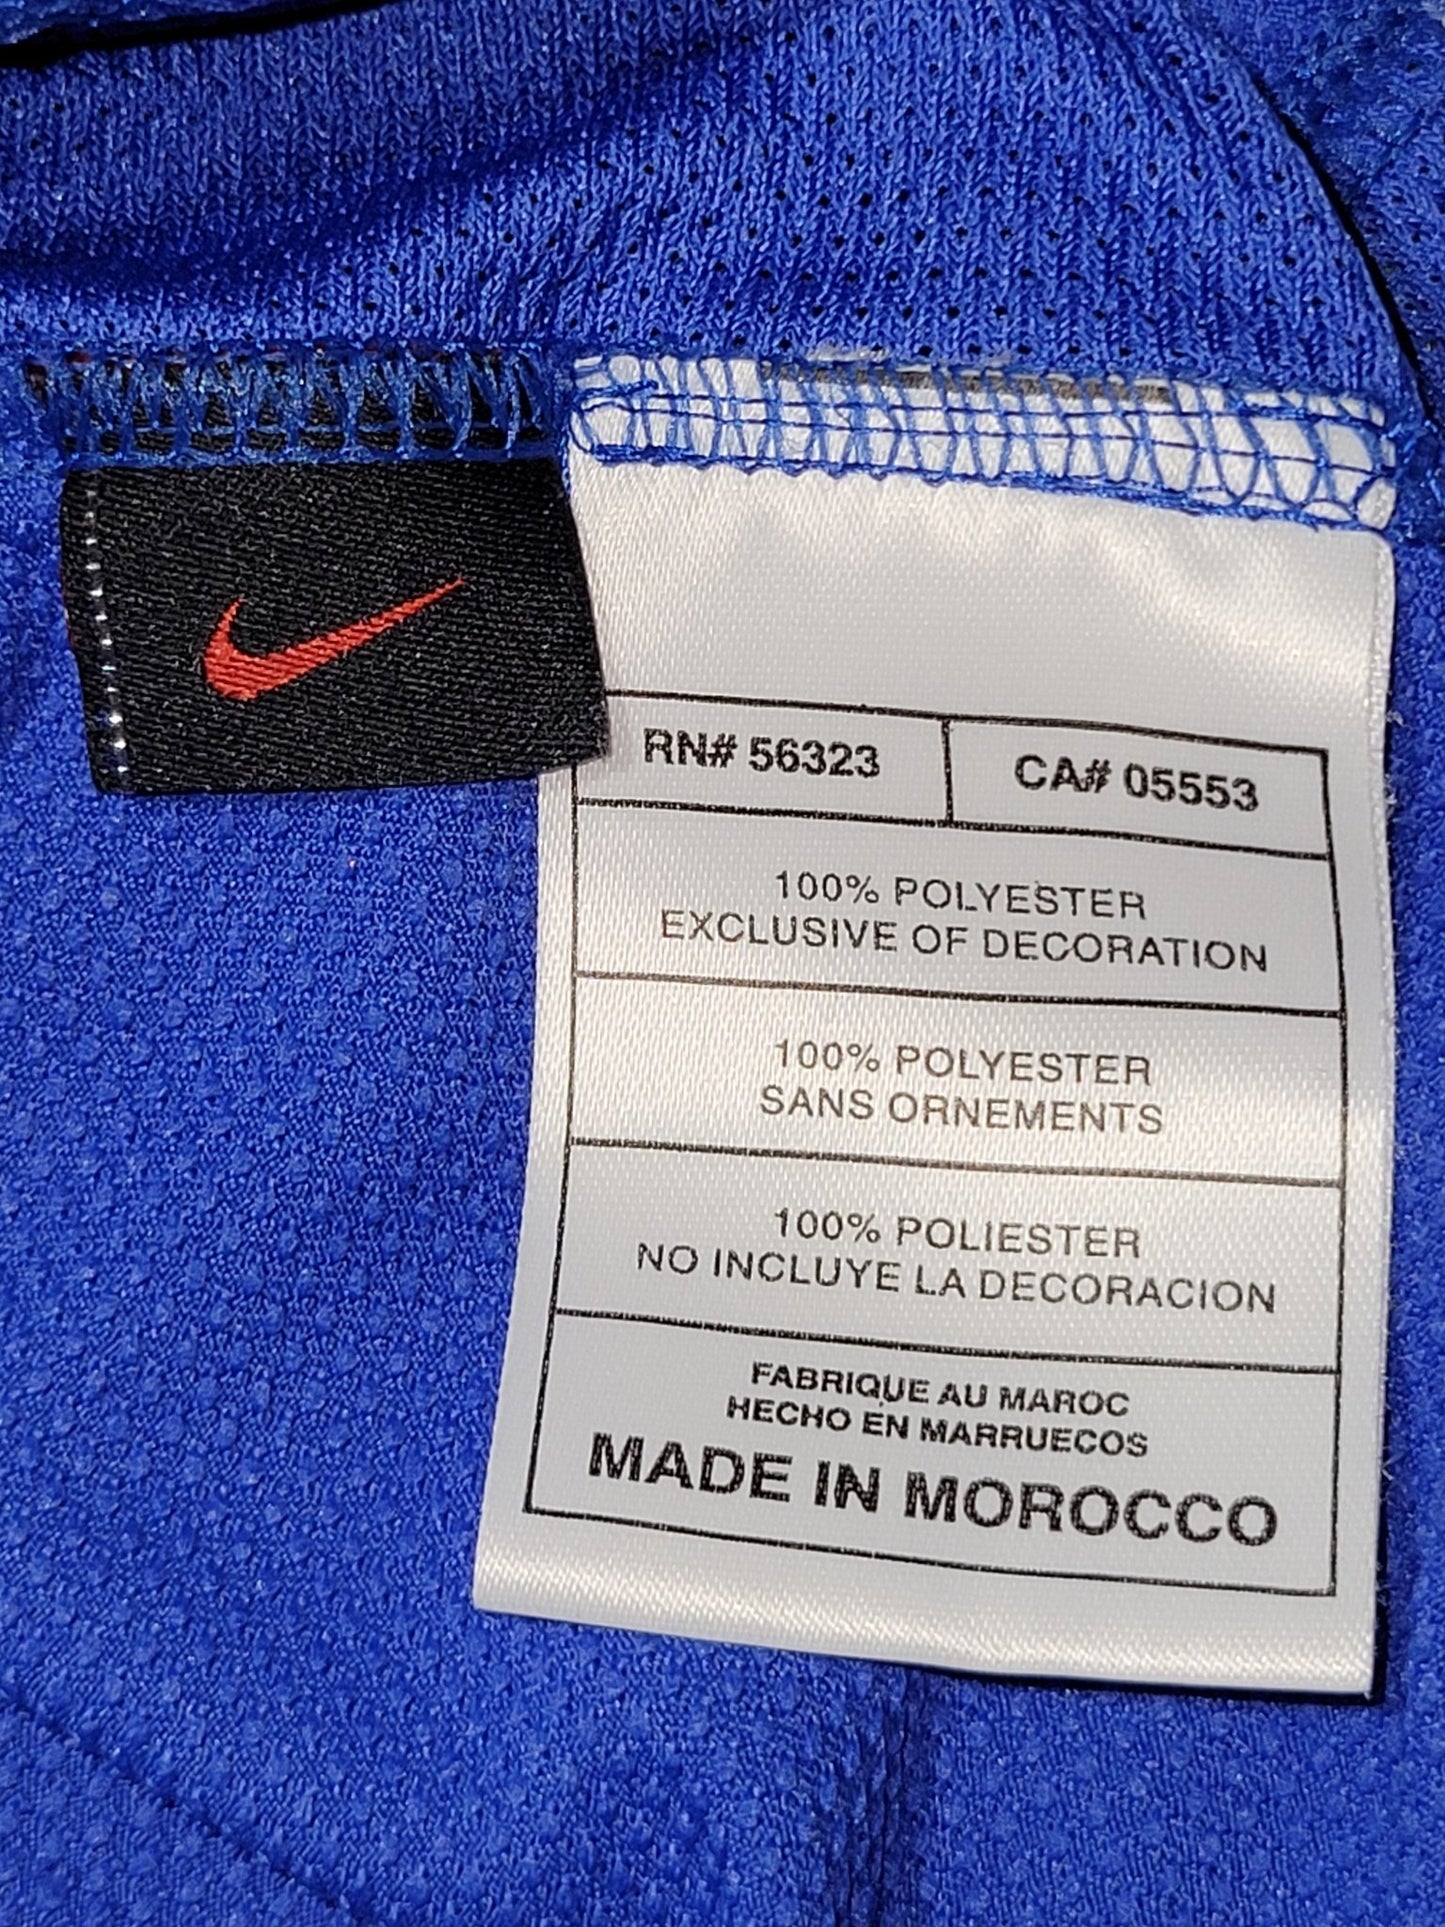 RN# 56323 CA# 05553
100% POLYESTER
EXCLUSIVE OF DECORATION
100% POLYESTER
SANS ORNEMENTS
100% POLIESTER
NO INCLUYE LA DECORACION
FABRIQUE AU MAROC
HECHO EN MARRUECOS
MADE IN MOROCCO